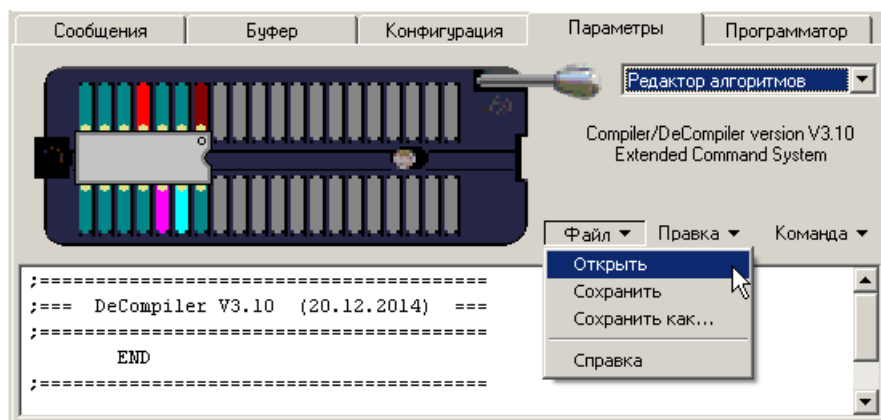 Сообщения Буфер Конфигурация Параметры Программатор
Редактор алгоритмов
Compiler/DeCompiler version V3.10
Extended Command System
Файл Правка Команда
Открыть
Сохранить
Сохранить как...
Справка
;========================================
;=== DeCompiler V3.10 (20.12.2014) ===
;========================================
END
;========================================